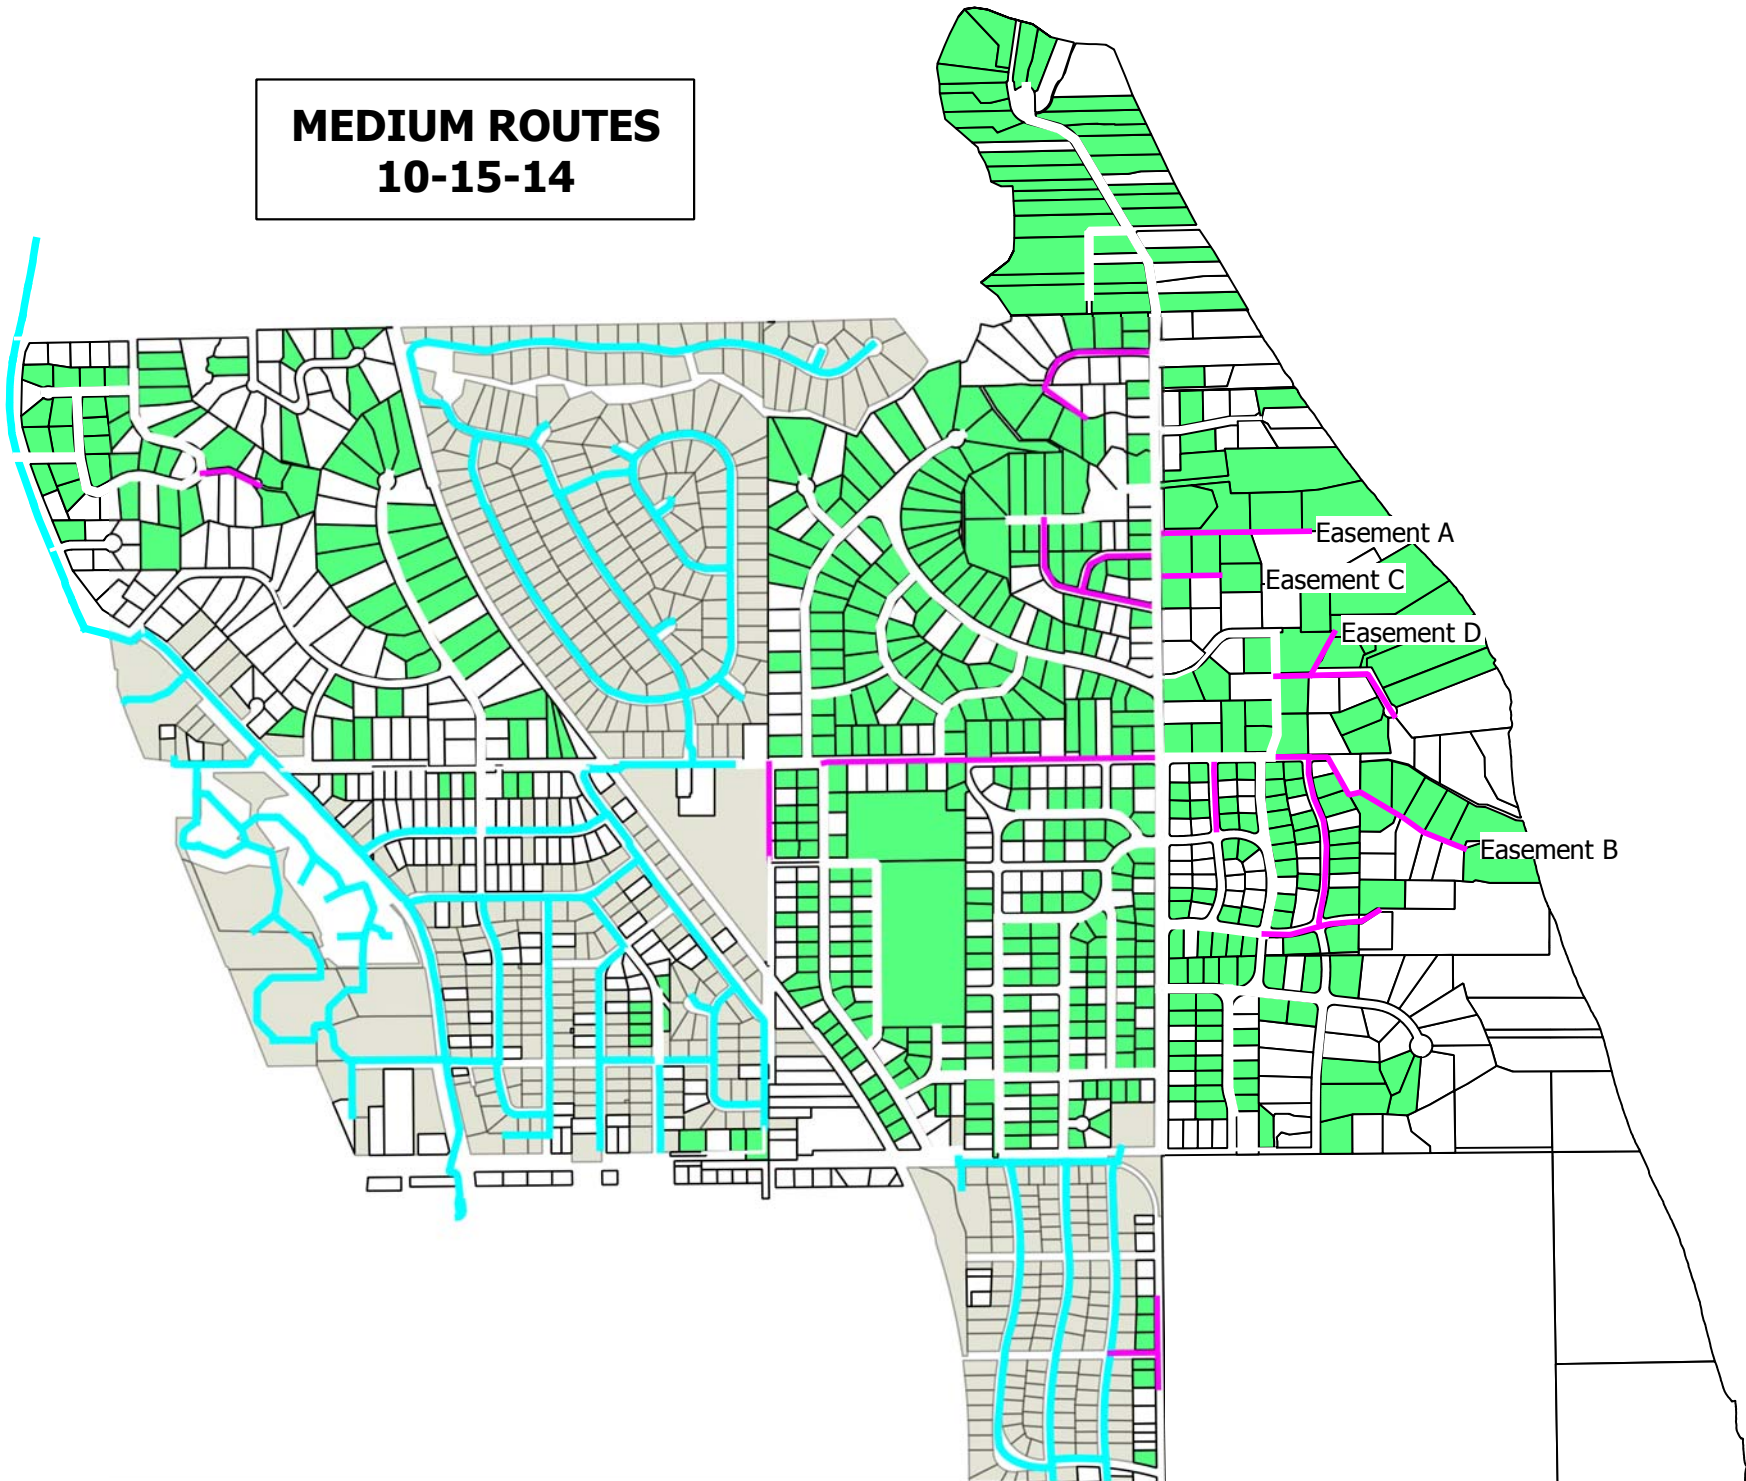 MEDIUM ROUTES
10-15-14
Easement A
Easement C
Easement D
Easement B